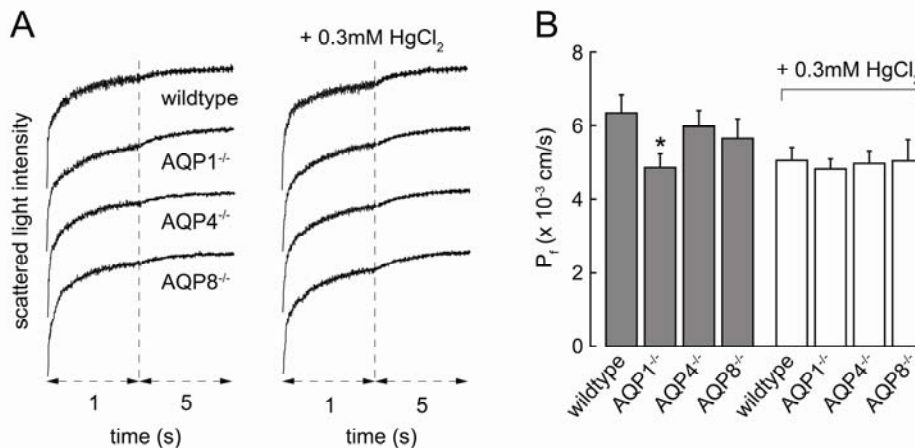 A
+ 0.3mM HgCl₂
scattered light intensity
wildtype
AQP1⁻/⁻
AQP4⁻/⁻
AQP8⁻/⁻
1
5
1
5
time (s)
time (s)
B
+ 0.3mM HgCl₂
P_f (x 10⁻³ cm/s)
8
6
4
2
0
*
wildtype
AQP1⁻/⁻
AQP4⁻/⁻
AQP8⁻/⁻
wildtype
AQP1⁻/⁻
AQP4⁻/⁻
AQP8⁻/⁻